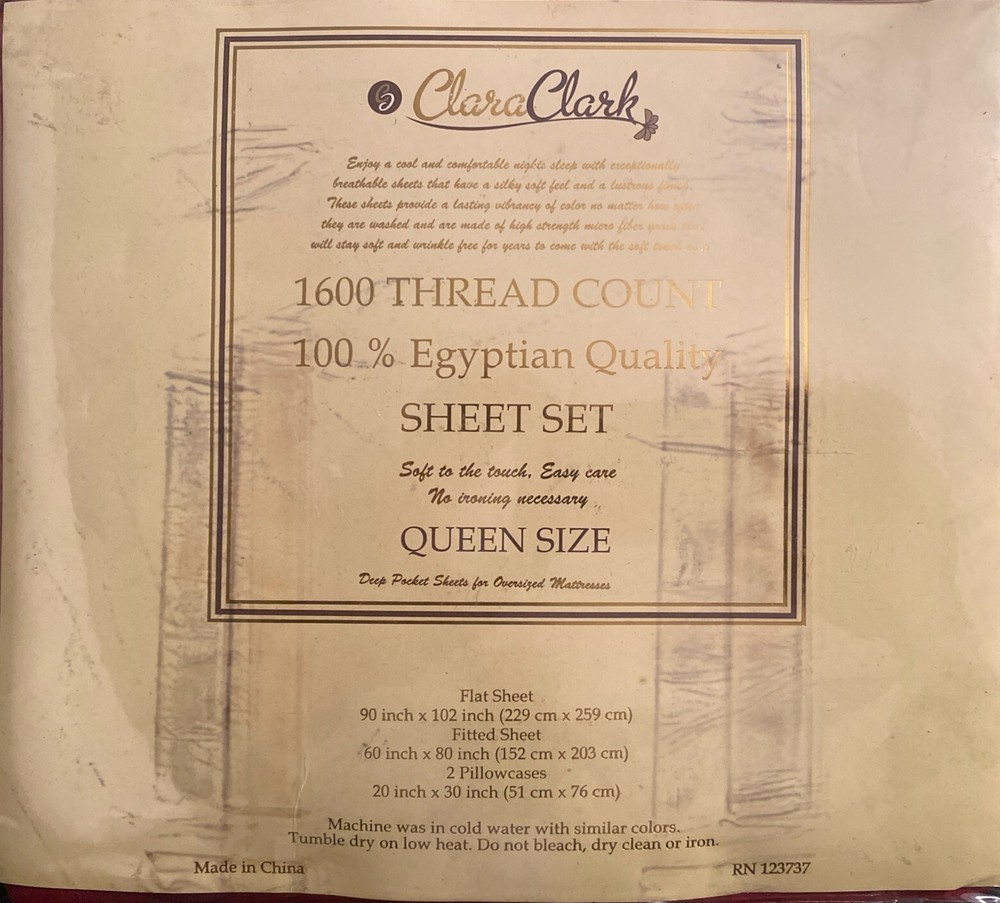 ClaraClark
Enjoy a cool and comfortable nights sleep with exceptionally
breathable sheets that have a silky soft feel and a lustrous finish.
These sheets provide a lasting vibrancy of color no matter how often
they are washed and are made of high strength micro fiber yarns that
will stay soft and wrinkle free for years to come with the soft touch
1600 THREAD COUNT
100 % Egyptian Quality
SHEET SET
Soft to the touch, Easy care
No ironing necessary
QUEEN SIZE
Deep Pocket Sheets for Oversized Mattresses
Flat Sheet
90 inch x 102 inch (229 cm x 259 cm)
Fitted Sheet
60 inch x 80 inch (152 cm x 203 cm)
2 Pillowcases
20 inch x 30 inch (51 cm x 76 cm)
Machine was in cold water with similar colors.
Tumble dry on low heat. Do not bleach, dry clean or iron.
Made in China
RN 123737